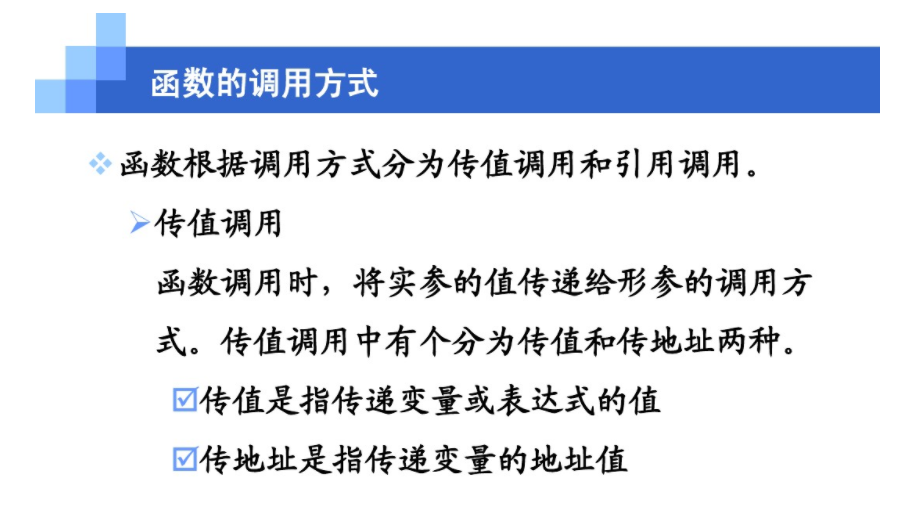 函数的调用方式
函数根据调用方式分为传值调用和引用调用。
传值调用
函数调用时，将实参的值传递给形参的调用方
式。传值调用中有个分为传值和传地址两种。
传值是指传递变量或表达式的值
传地址是指传递变量的地址值